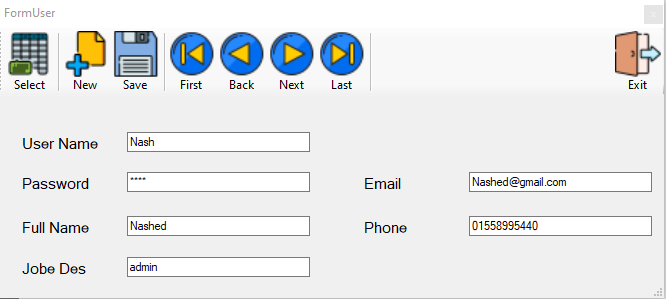 FormUser
x
Select New Save First Back Next Last Exit
User Name Nash
Password **** Email Nashed@gmail.com
Full Name Nashed Phone 01558995440
Jobe Des admin